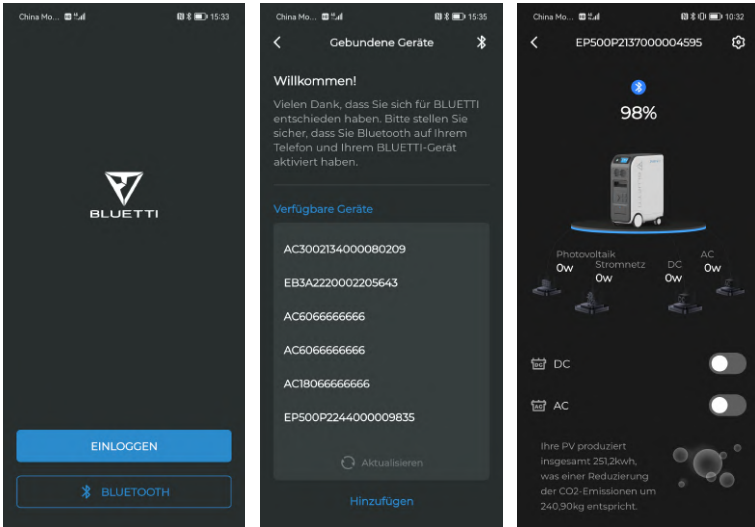 China Mo...
15:33
BLUETTI
EINLOGGEN
BLUETOOTH
China Mo...
15:35
Gebundene Geräte
Willkommen!
Vielen Dank, dass Sie sich für BLUETTI
entschieden haben. Bitte stellen Sie
sicher, dass Sie Bluetooth auf Ihrem
Telefon und Ihrem BLUETTI-Gerät
aktiviert haben.
Verfügbare Geräte
AC3002134000080209
EB3A2220002205643
AC6066666666
AC6066666666
AC18066666666
EP500P2244000009835
Aktualisieren
Hinzufügen
China Mo...
10:32
EP500P2137000004595
98%
Photovoltaik
0w
Stromnetz
0w
DC
0w
AC
0w
DC
AC
Ihre PV produziert
insgesamt 251,2kwh,
was einer Reduzierung
der CO2-Emissionen um
240,90kg entspricht.